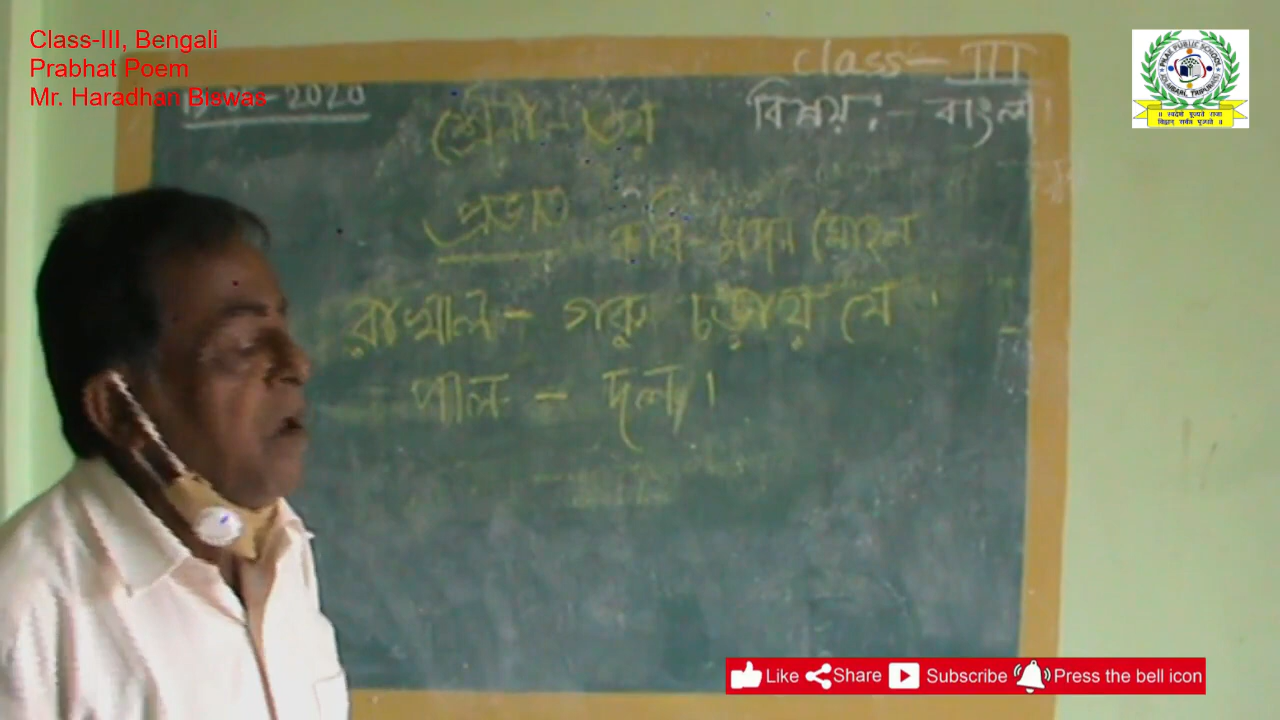 Class-III, Bengali
Prabhat Poem
Mr. Haradhan Biswas
-2020
Class- III
বিষয়:- বাংলা
শ্রেণী- ৩য়
প্রভাত কবি- মদন মোহন
রাখাল- গরু চড়ায় যে।
পাল - দল।
Like Share Subscribe Press the bell icon